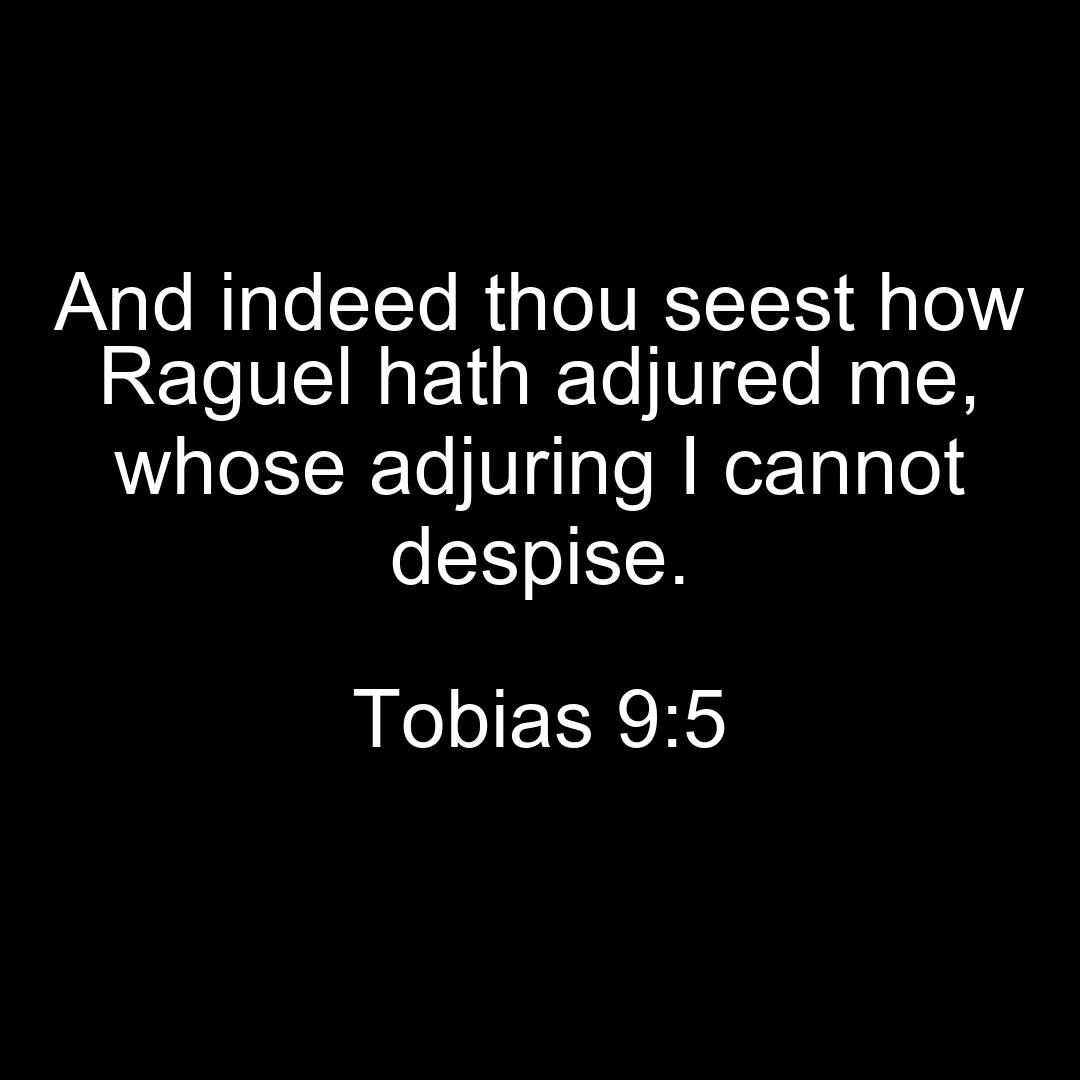 And indeed thou seest how
Raguel hath adjured me,
whose adjuring I cannot
despise.
Tobias 9:5